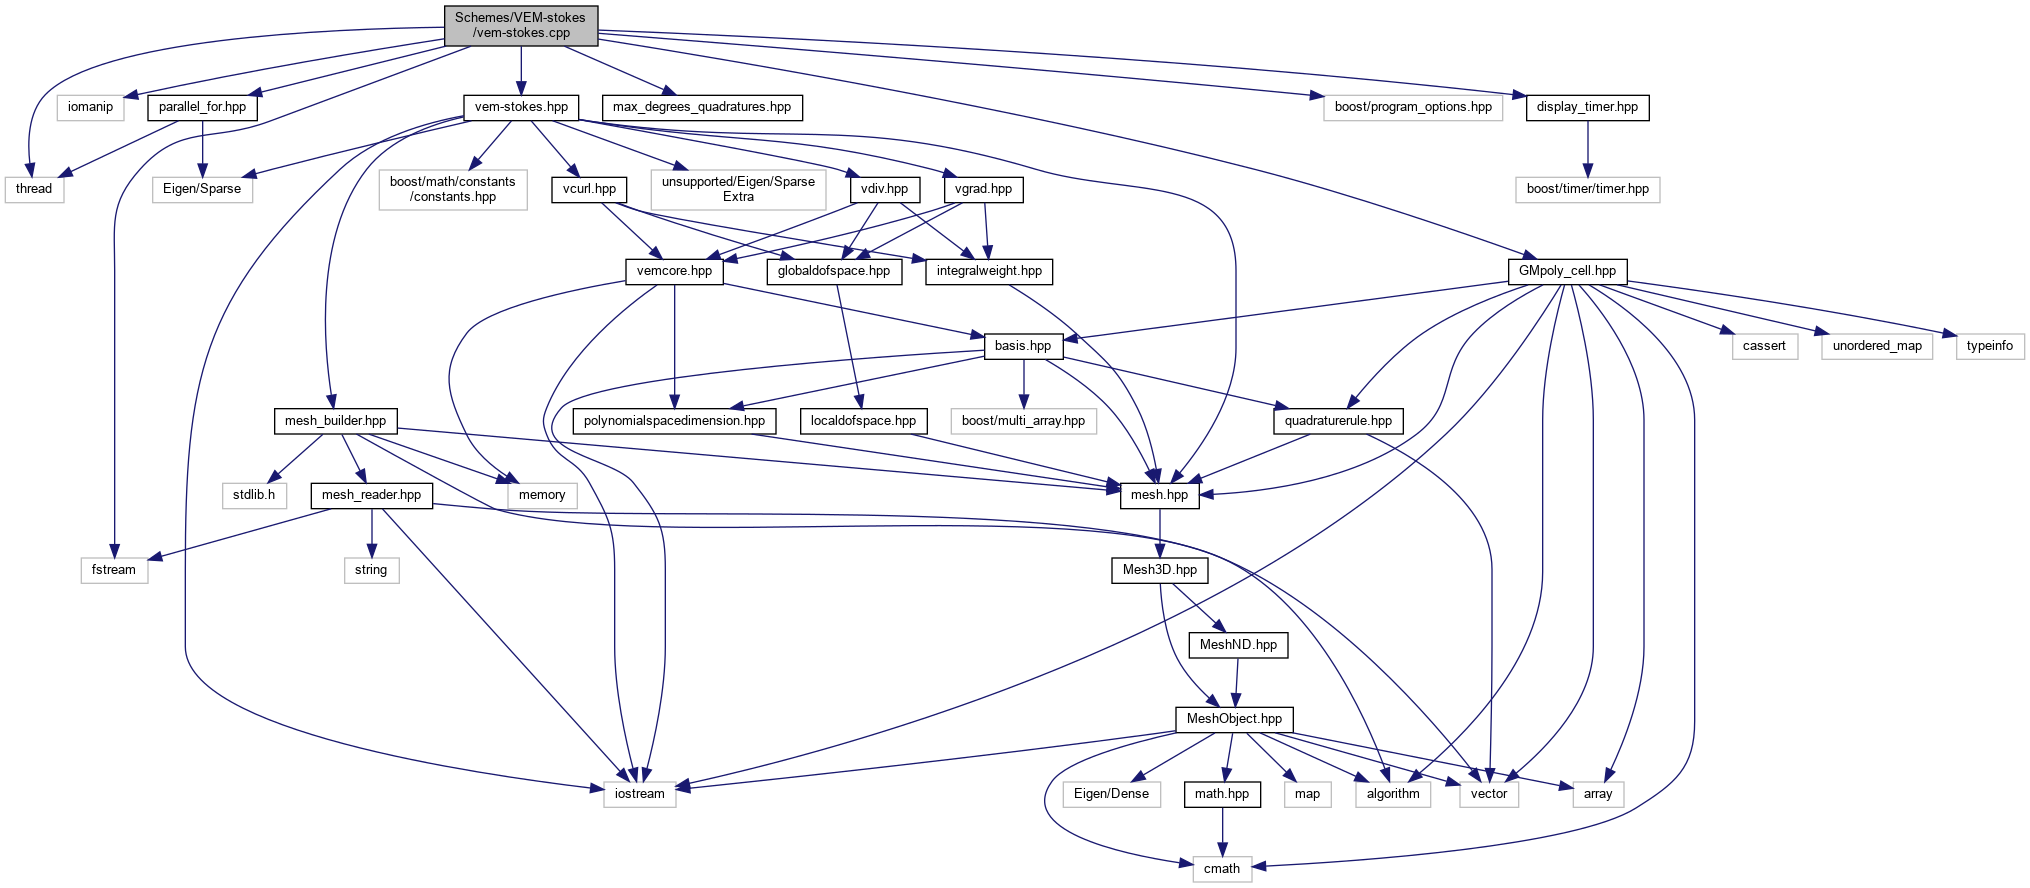 Schemes/VEM-stokes
/vem-stokes.cpp
iomanip
parallel_for.hpp
vem-stokes.hpp
max_degrees_quadratures.hpp
boost/program_options.hpp
display_timer.hpp
thread
Eigen/Sparse
boost/math/constants
/constants.hpp
vcurl.hpp
unsupported/Eigen/Sparse
Extra
vdiv.hpp
vgrad.hpp
boost/timer/timer.hpp
vemcore.hpp
globaldofspace.hpp
integralweight.hpp
GMpoly_cell.hpp
basis.hpp
cassert
unordered_map
typeinfo
mesh_builder.hpp
polynomialspacedimension.hpp
localdofspace.hpp
boost/multi_array.hpp
quadraturerule.hpp
stdlib.h
mesh_reader.hpp
memory
mesh.hpp
fstream
string
Mesh3D.hpp
MeshND.hpp
MeshObject.hpp
iostream
Eigen/Dense
math.hpp
map
algorithm
vector
array
cmath